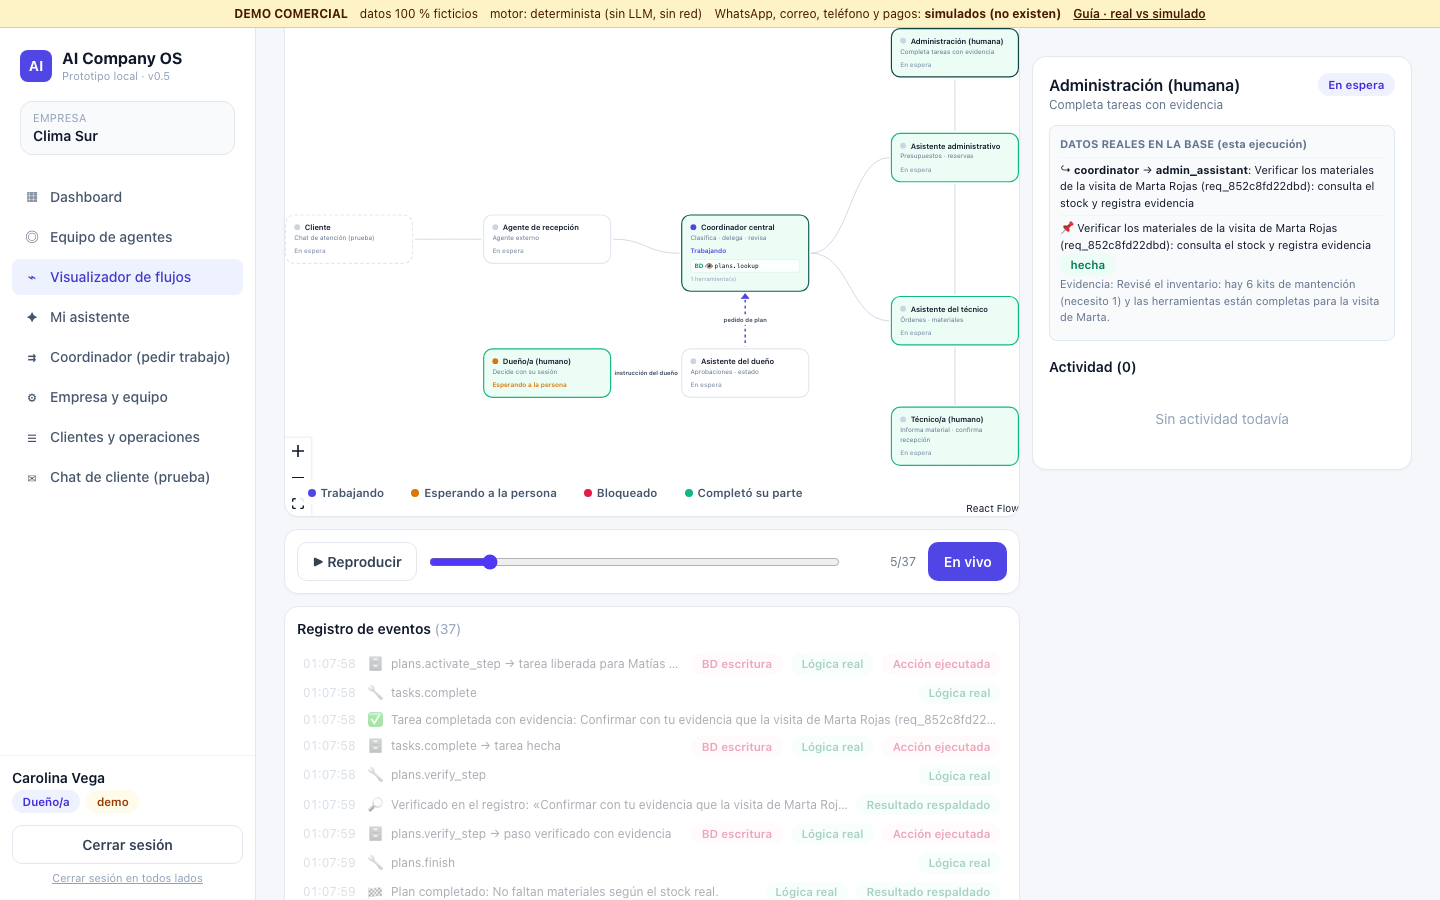 DEMO COMERCIAL datos 100 % ficticios motor: determinista (sin LLM, sin red) WhatsApp, correo, teléfono y pagos: simulados (no existen) Guía · real vs simulado
AI
AI Company OS
Prototipo local · v0.5
EMPRESA
Clima Sur
Dashboard
Equipo de agentes
Visualizador de flujos
Mi asistente
Coordinador (pedir trabajo)
Empresa y equipo
Clientes y operaciones
Chat de cliente (prueba)
Carolina Vega
Dueño/a
demo
Cerrar sesión
Cerrar sesión en todos lados
Administración (humana)
Completa tareas con evidencia
En espera
Asistente administrativo
Presupuestos · reservas
En espera
Cliente
Chat de atención (prueba)
En espera
Agente de recepción
Agente externo
En espera
Coordinador central
Clasifica · delega · revisa
Trabajando
BD plans.lookup
1 herramienta(s)
pedido de plan
Dueño/a (humano)
Decide con su sesión
Esperando a la persona
instrucción del dueño
Asistente del dueño
Aprobaciones · estado
En espera
Asistente del técnico
Órdenes · materiales
En espera
Técnico/a (humano)
Informa material · confirma
recepción
En espera
Trabajando
Esperando a la persona
Bloqueado
Completó su parte
React Flow
Reproducir
5/37
En vivo
Registro de eventos (37)
01:07:58 plans.activate_step → tarea liberada para Matías ... BD escritura Lógica real Acción ejecutada
01:07:58 tasks.complete Lógica real
01:07:58 Tarea completada con evidencia: Confirmar con tu evidencia que la visita de Marta Rojas (req_852c8fd22...
01:07:58 tasks.complete → tarea hecha BD escritura Lógica real Acción ejecutada
01:07:58 plans.verify_step Lógica real
01:07:59 Verificado en el registro: «Confirmar con tu evidencia que la visita de Marta Roj... Resultado respaldado
01:07:59 plans.verify_step → paso verificado con evidencia BD escritura Lógica real Acción ejecutada
01:07:59 plans.finish Lógica real
01:07:59 Plan completado: No faltan materiales según el stock real. Lógica real Resultado respaldado
Administración (humana)
En espera
Completa tareas con evidencia
DATOS REALES EN LA BASE (esta ejecución)
↪ coordinator → admin_assistant: Verificar los materiales
de la visita de Marta Rojas (req_852c8fd22dbd): consulta el
stock y registra evidencia
📌 Verificar los materiales de la visita de Marta Rojas
(req_852c8fd22dbd): consulta el stock y registra evidencia
hecha
Evidencia: Revisé el inventario: hay 6 kits de mantención
(necesito 1) y las herramientas están completas para la visita
de Marta.
Actividad (0)
Sin actividad todavía